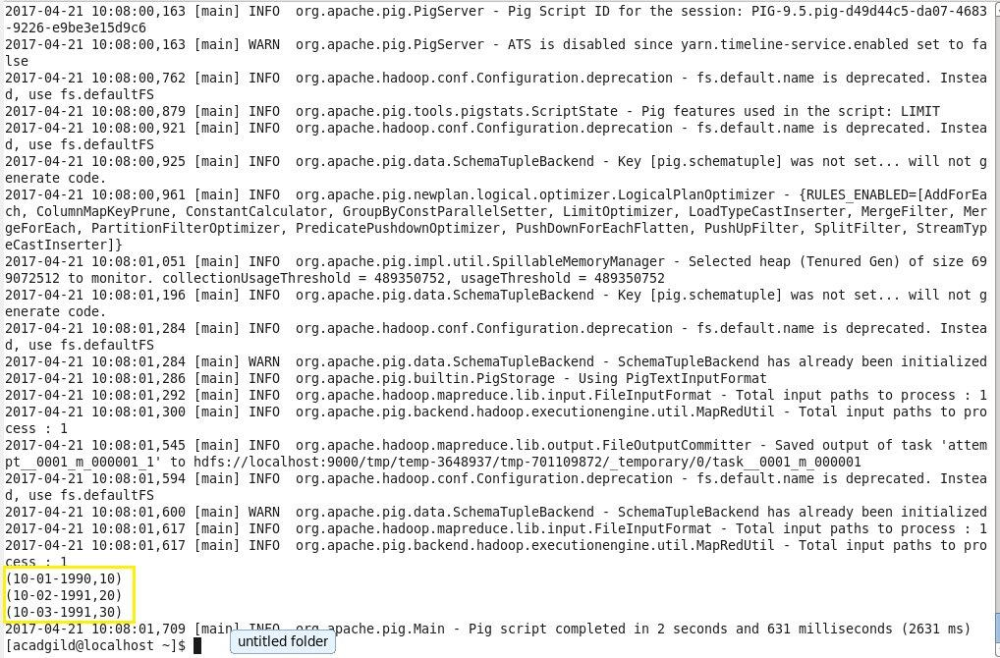 2017-04-21 10:08:00,163 [main] INFO  org.apache.pig.PigServer - Pig Script ID for the session: PIG-9.5.pig-d49d44c5-da07-4683
-9226-e9be3e15d9c6
2017-04-21 10:08:00,163 [main] WARN  org.apache.pig.PigServer - ATS is disabled since yarn.timeline-service.enabled set to fa
lse
2017-04-21 10:08:00,762 [main] INFO  org.apache.hadoop.conf.Configuration.deprecation - fs.default.name is deprecated. Instea
d, use fs.defaultFS
2017-04-21 10:08:00,879 [main] INFO  org.apache.pig.tools.pigstats.ScriptState - Pig features used in the script: LIMIT
2017-04-21 10:08:00,921 [main] INFO  org.apache.hadoop.conf.Configuration.deprecation - fs.default.name is deprecated. Instea
d, use fs.defaultFS
2017-04-21 10:08:00,925 [main] INFO  org.apache.pig.data.SchemaTupleBackend - Key [pig.schematuple] was not set... will not g
enerate code.
2017-04-21 10:08:00,961 [main] INFO  org.apache.pig.newplan.logical.optimizer.LogicalPlanOptimizer - {RULES_ENABLED=[AddForEa
ch, ColumnMapKeyPrune, ConstantCalculator, GroupByConstParallelSetter, LimitOptimizer, LoadTypeCastInserter, MergeFilter, Mer
geForEach, PartitionFilterOptimizer, PredicatePushdownOptimizer, PushDownForEachFlatten, PushUpFilter, SplitFilter, StreamTyp
eCastInserter]}
2017-04-21 10:08:01,051 [main] INFO  org.apache.pig.impl.util.SpillableMemoryManager - Selected heap (Tenured Gen) of size 69
9072512 to monitor. collectionUsageThreshold = 489350752, usageThreshold = 489350752
2017-04-21 10:08:01,196 [main] INFO  org.apache.pig.data.SchemaTupleBackend - Key [pig.schematuple] was not set... will not g
enerate code.
2017-04-21 10:08:01,284 [main] INFO  org.apache.hadoop.conf.Configuration.deprecation - fs.default.name is deprecated. Instea
d, use fs.defaultFS
2017-04-21 10:08:01,284 [main] WARN  org.apache.pig.data.SchemaTupleBackend - SchemaTupleBackend has already been initialized
2017-04-21 10:08:01,286 [main] INFO  org.apache.pig.builtin.PigStorage - Using PigTextInputFormat
2017-04-21 10:08:01,292 [main] INFO  org.apache.hadoop.mapreduce.lib.input.FileInputFormat - Total input paths to process : 1
2017-04-21 10:08:01,300 [main] INFO  org.apache.pig.backend.hadoop.executionengine.util.MapRedUtil - Total input paths to pro
cess : 1
2017-04-21 10:08:01,545 [main] INFO  org.apache.hadoop.mapreduce.lib.output.FileOutputCommitter - Saved output of task 'attem
pt__0001_m_000001_1' to hdfs://localhost:9000/tmp/temp-3648937/tmp-701109872/_temporary/0/task__0001_m_000001
2017-04-21 10:08:01,594 [main] INFO  org.apache.hadoop.conf.Configuration.deprecation - fs.default.name is deprecated. Instea
d, use fs.defaultFS
2017-04-21 10:08:01,600 [main] WARN  org.apache.pig.data.SchemaTupleBackend - SchemaTupleBackend has already been initialized
2017-04-21 10:08:01,617 [main] INFO  org.apache.hadoop.mapreduce.lib.input.FileInputFormat - Total input paths to process : 1
2017-04-21 10:08:01,617 [main] INFO  org.apache.pig.backend.hadoop.executionengine.util.MapRedUtil - Total input paths to pro
cess : 1
(10-01-1990,10)
(10-02-1991,20)
(10-03-1991,30)
2017-04-21 10:08:01,709 [main] INFO  org.apache.pig.Main - Pig script completed in 2 seconds and 631 milliseconds (2631 ms)
[acadgild@localhost ~]$
untitled folder